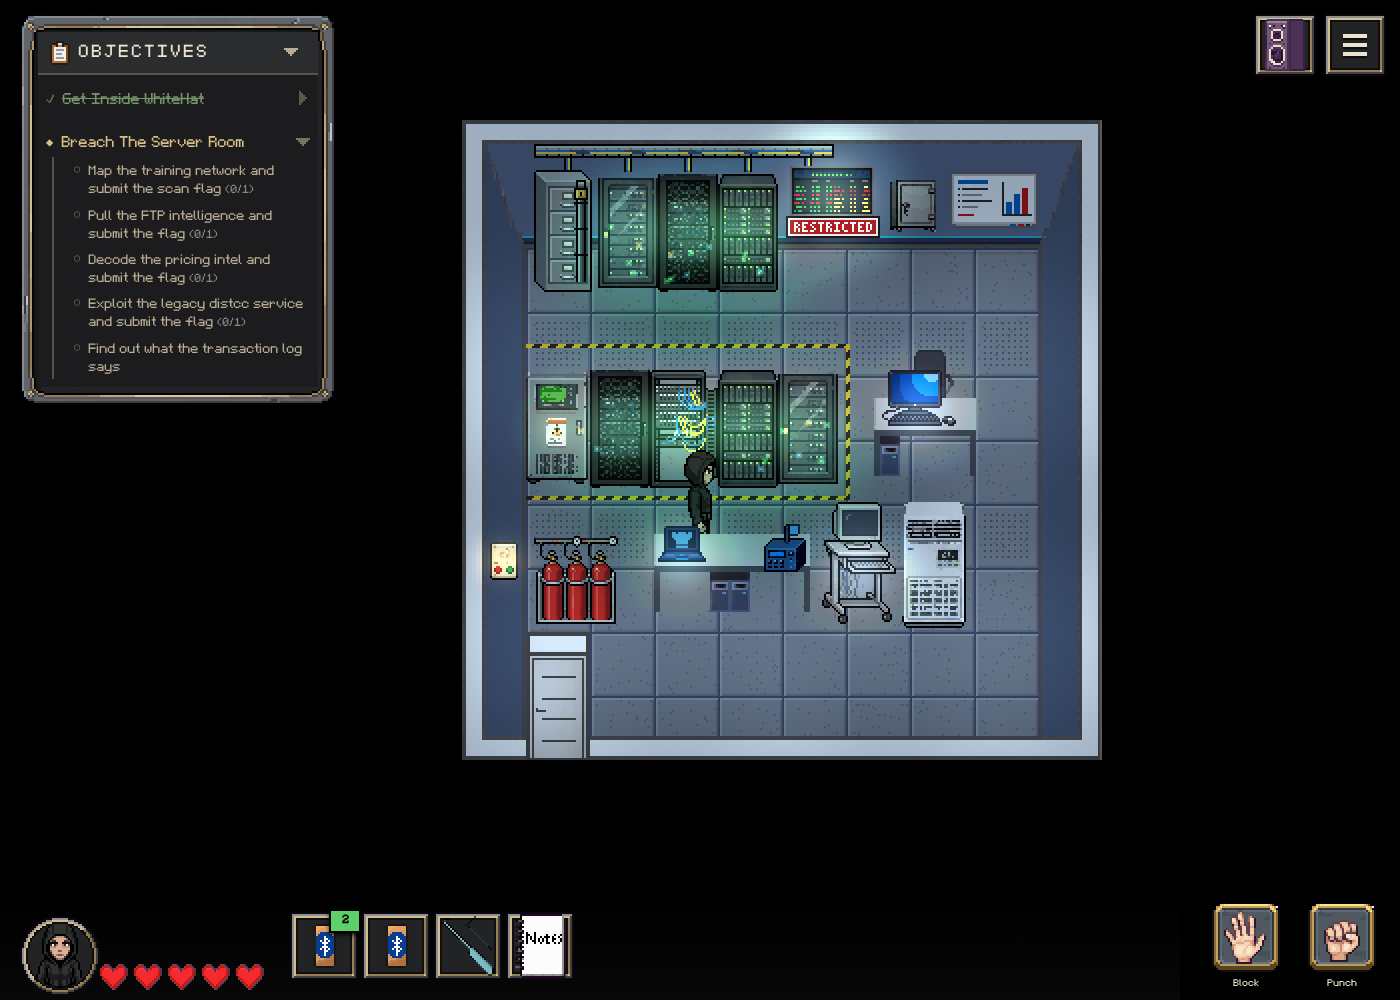 OBJECTIVES
✓ Get Inside WhiteHat
◆ Breach The Server Room
○ Map the training network and
submit the scan flag (0/1)
○ Pull the FTP intelligence and
submit the flag (0/1)
○ Decode the pricing intel and
submit the flag (0/1)
○ Exploit the legacy distcc service
and submit the flag (0/1)
○ Find out what the transaction log
says
RESTRICTED
2
Notes
Block
Punch